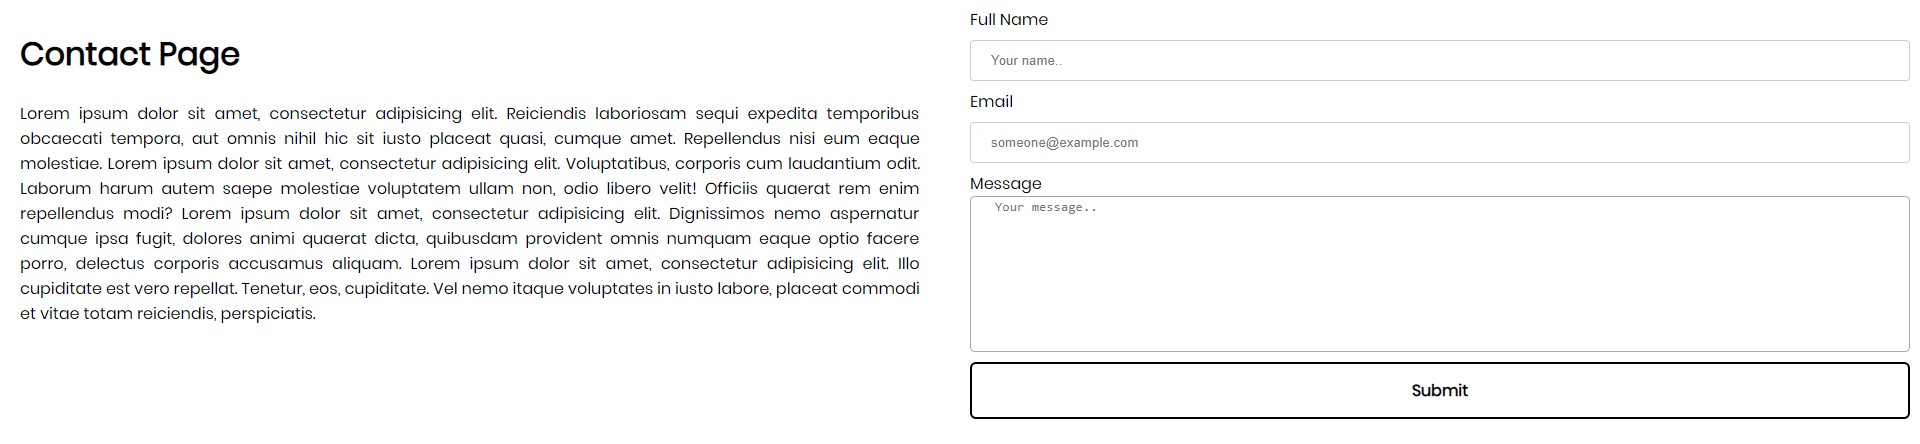 Contact Page
Lorem ipsum dolor sit amet, consectetur adipisicing elit. Reiciendis laboriosam sequi expedita temporibus
obcaecati tempora, aut omnis nihil hic sit iusto placeat quasi, cumque amet. Repellendus nisi eum eaque
molestiae. Lorem ipsum dolor sit amet, consectetur adipisicing elit. Voluptatibus, corporis cum laudantium odit.
Laborum harum autem saepe molestiae voluptatem ullam non, odio libero velit! Officiis quaerat rem enim
repellendus modi? Lorem ipsum dolor sit amet, consectetur adipisicing elit. Dignissimos nemo aspernatur
cumque ipsa fugit, dolores animi quaerat dicta, quibusdam provident omnis numquam eaque optio facere
porro, delectus corporis accusamus aliquam. Lorem ipsum dolor sit amet, consectetur adipisicing elit. Illo
cupiditate est vero repellat. Tenetur, eos, cupiditate. Vel nemo itaque voluptates in iusto labore, placeat commodi
et vitae totam reiciendis, perspiciatis.
Full Name
Your name..
Email
someone@example.com
Message
Your message..
Submit